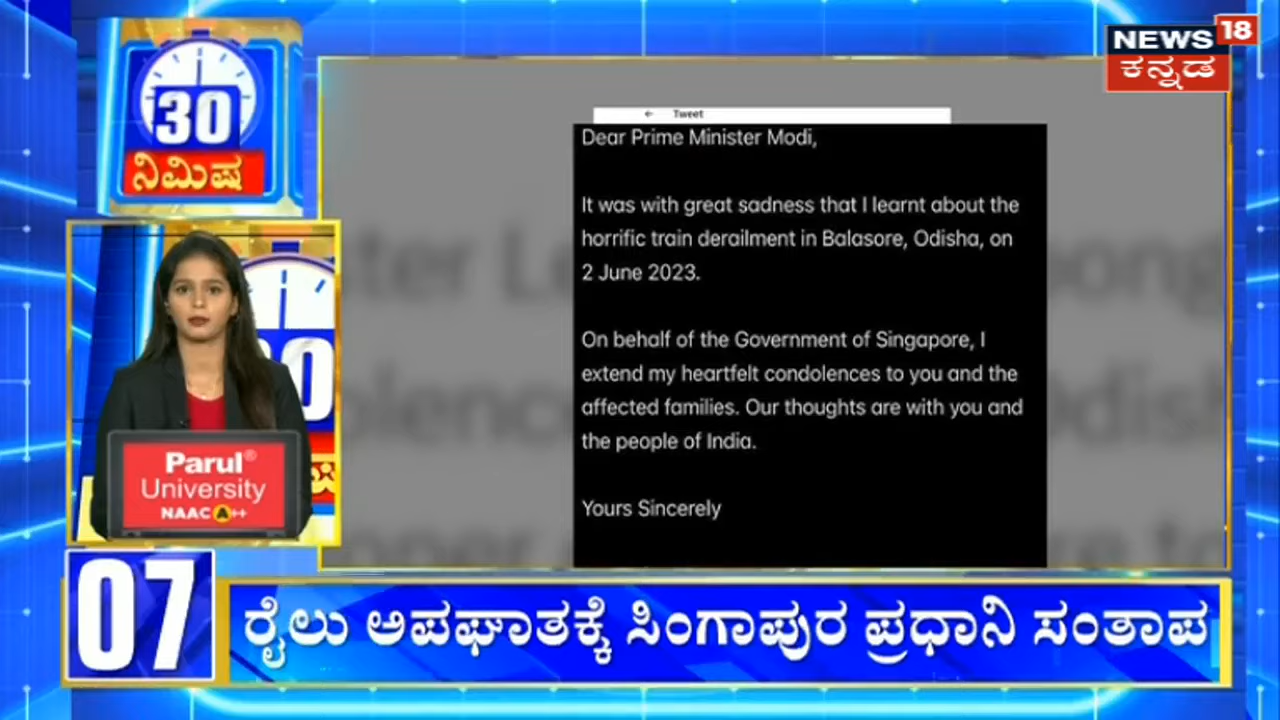 NEWS 18
ಕನ್ನಡ
30
ನಿಮಿಷ
← Tweet
Dear Prime Minister Modi,
It was with great sadness that I learnt about the
horrific train derailment in Balasore, Odisha, on
2 June 2023.
On behalf of the Government of Singapore, I
extend my heartfelt condolences to you and the
affected families. Our thoughts are with you and
the people of India.
Yours Sincerely
Parul®
University
NAAC A++
07
ರೈಲು ಅಪಘಾತಕ್ಕೆ ಸಿಂಗಾಪುರ ಪ್ರಧಾನಿ ಸಂತಾಪ